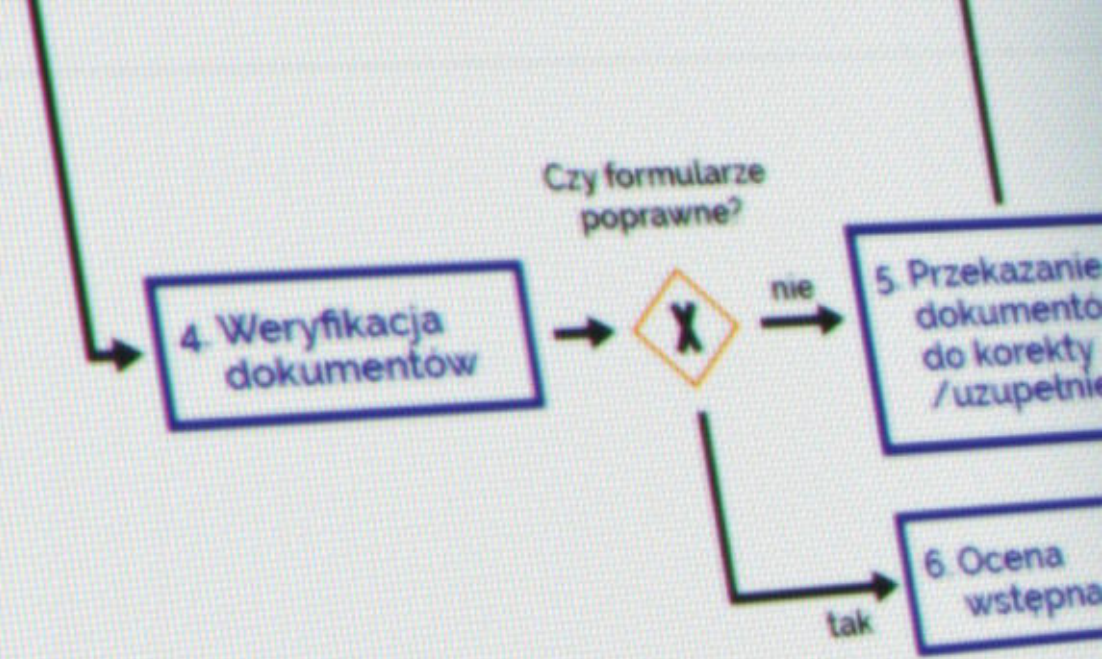 Czy formularze
poprawne?
4. Weryfikacja
dokumentów
X
nie
5. Przekazanie
do korekty
6. Ocena
wstępna
tak